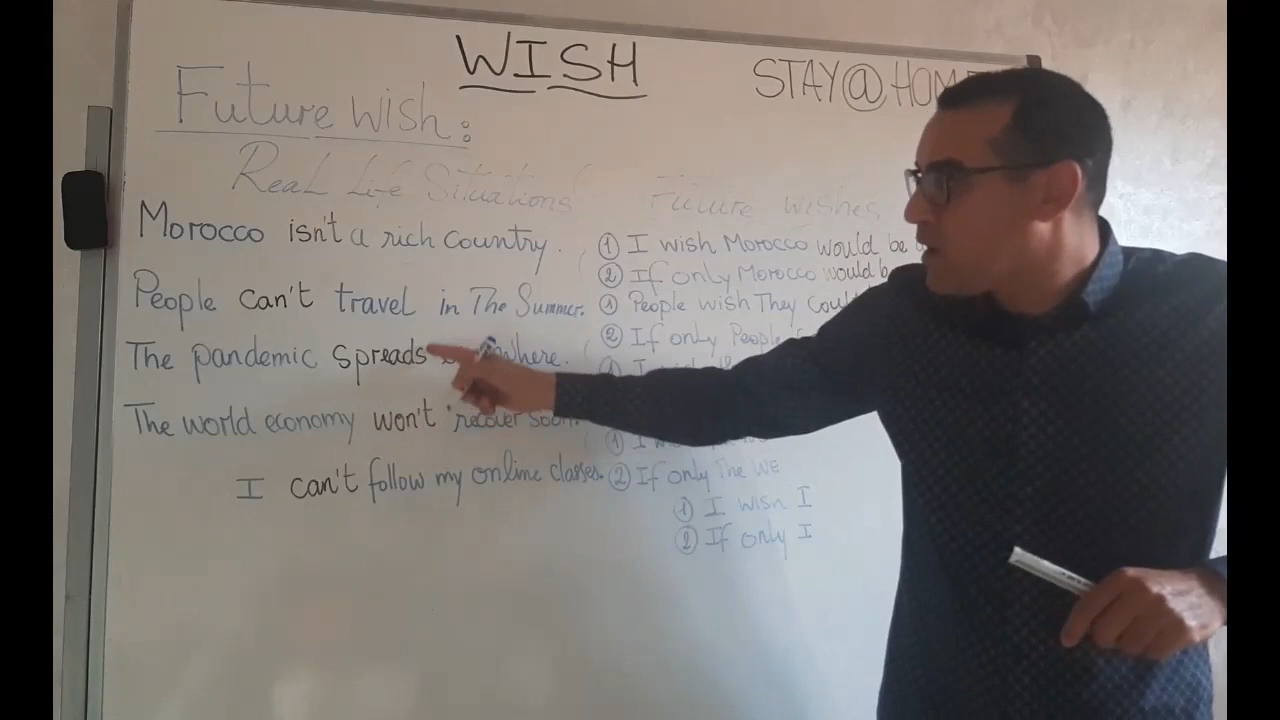 WISH
STAY@HOM
Future wish:
Real Life Situations
Future wishes
Morocco isn't a rich country.
① I wish Morocco would be
② If only Morocco would b
People can't travel in The Summer.
① People wish They Coul
② If only People
The pandemic spreads where.
The world economy won't recover soon.
① I
② If only The WE
I can't follow my online classes.
① I wish I
② If only I